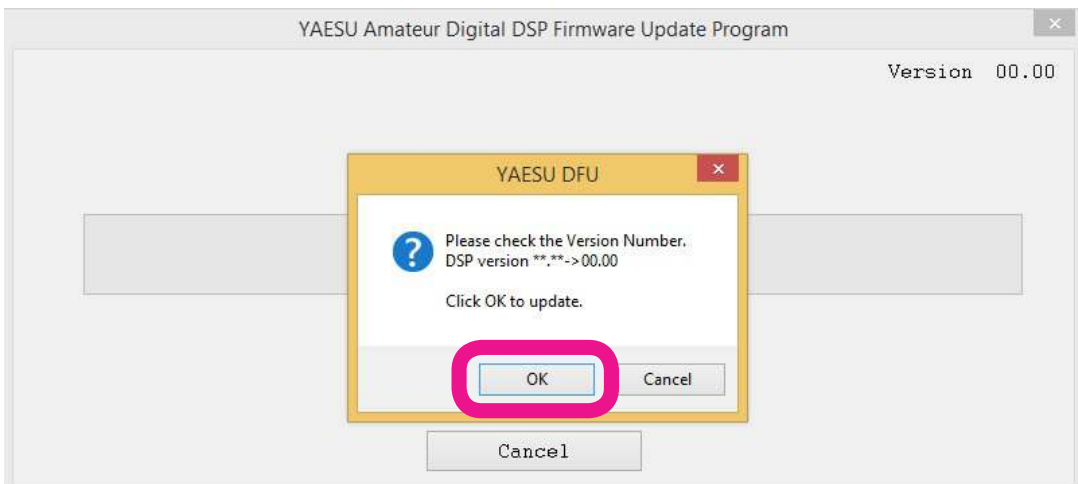 YAESU Amateur Digital DSP Firmware Update Program
Version 00.00
YAESU DFU
Please check the Version Number.
DSP version **.**->00.00
Click OK to update.
OK
Cancel
Cancel